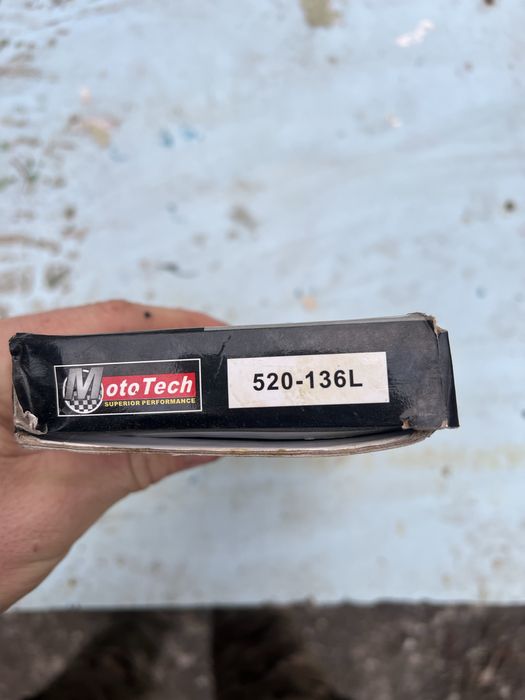 MotoTech
SUPERIOR PERFORMANCE
520-136L